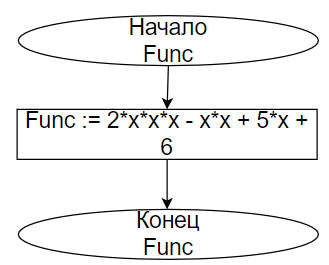 Начало
Func
Func := 2*x*x*x - x*x + 5*x +
6
Конец
Func